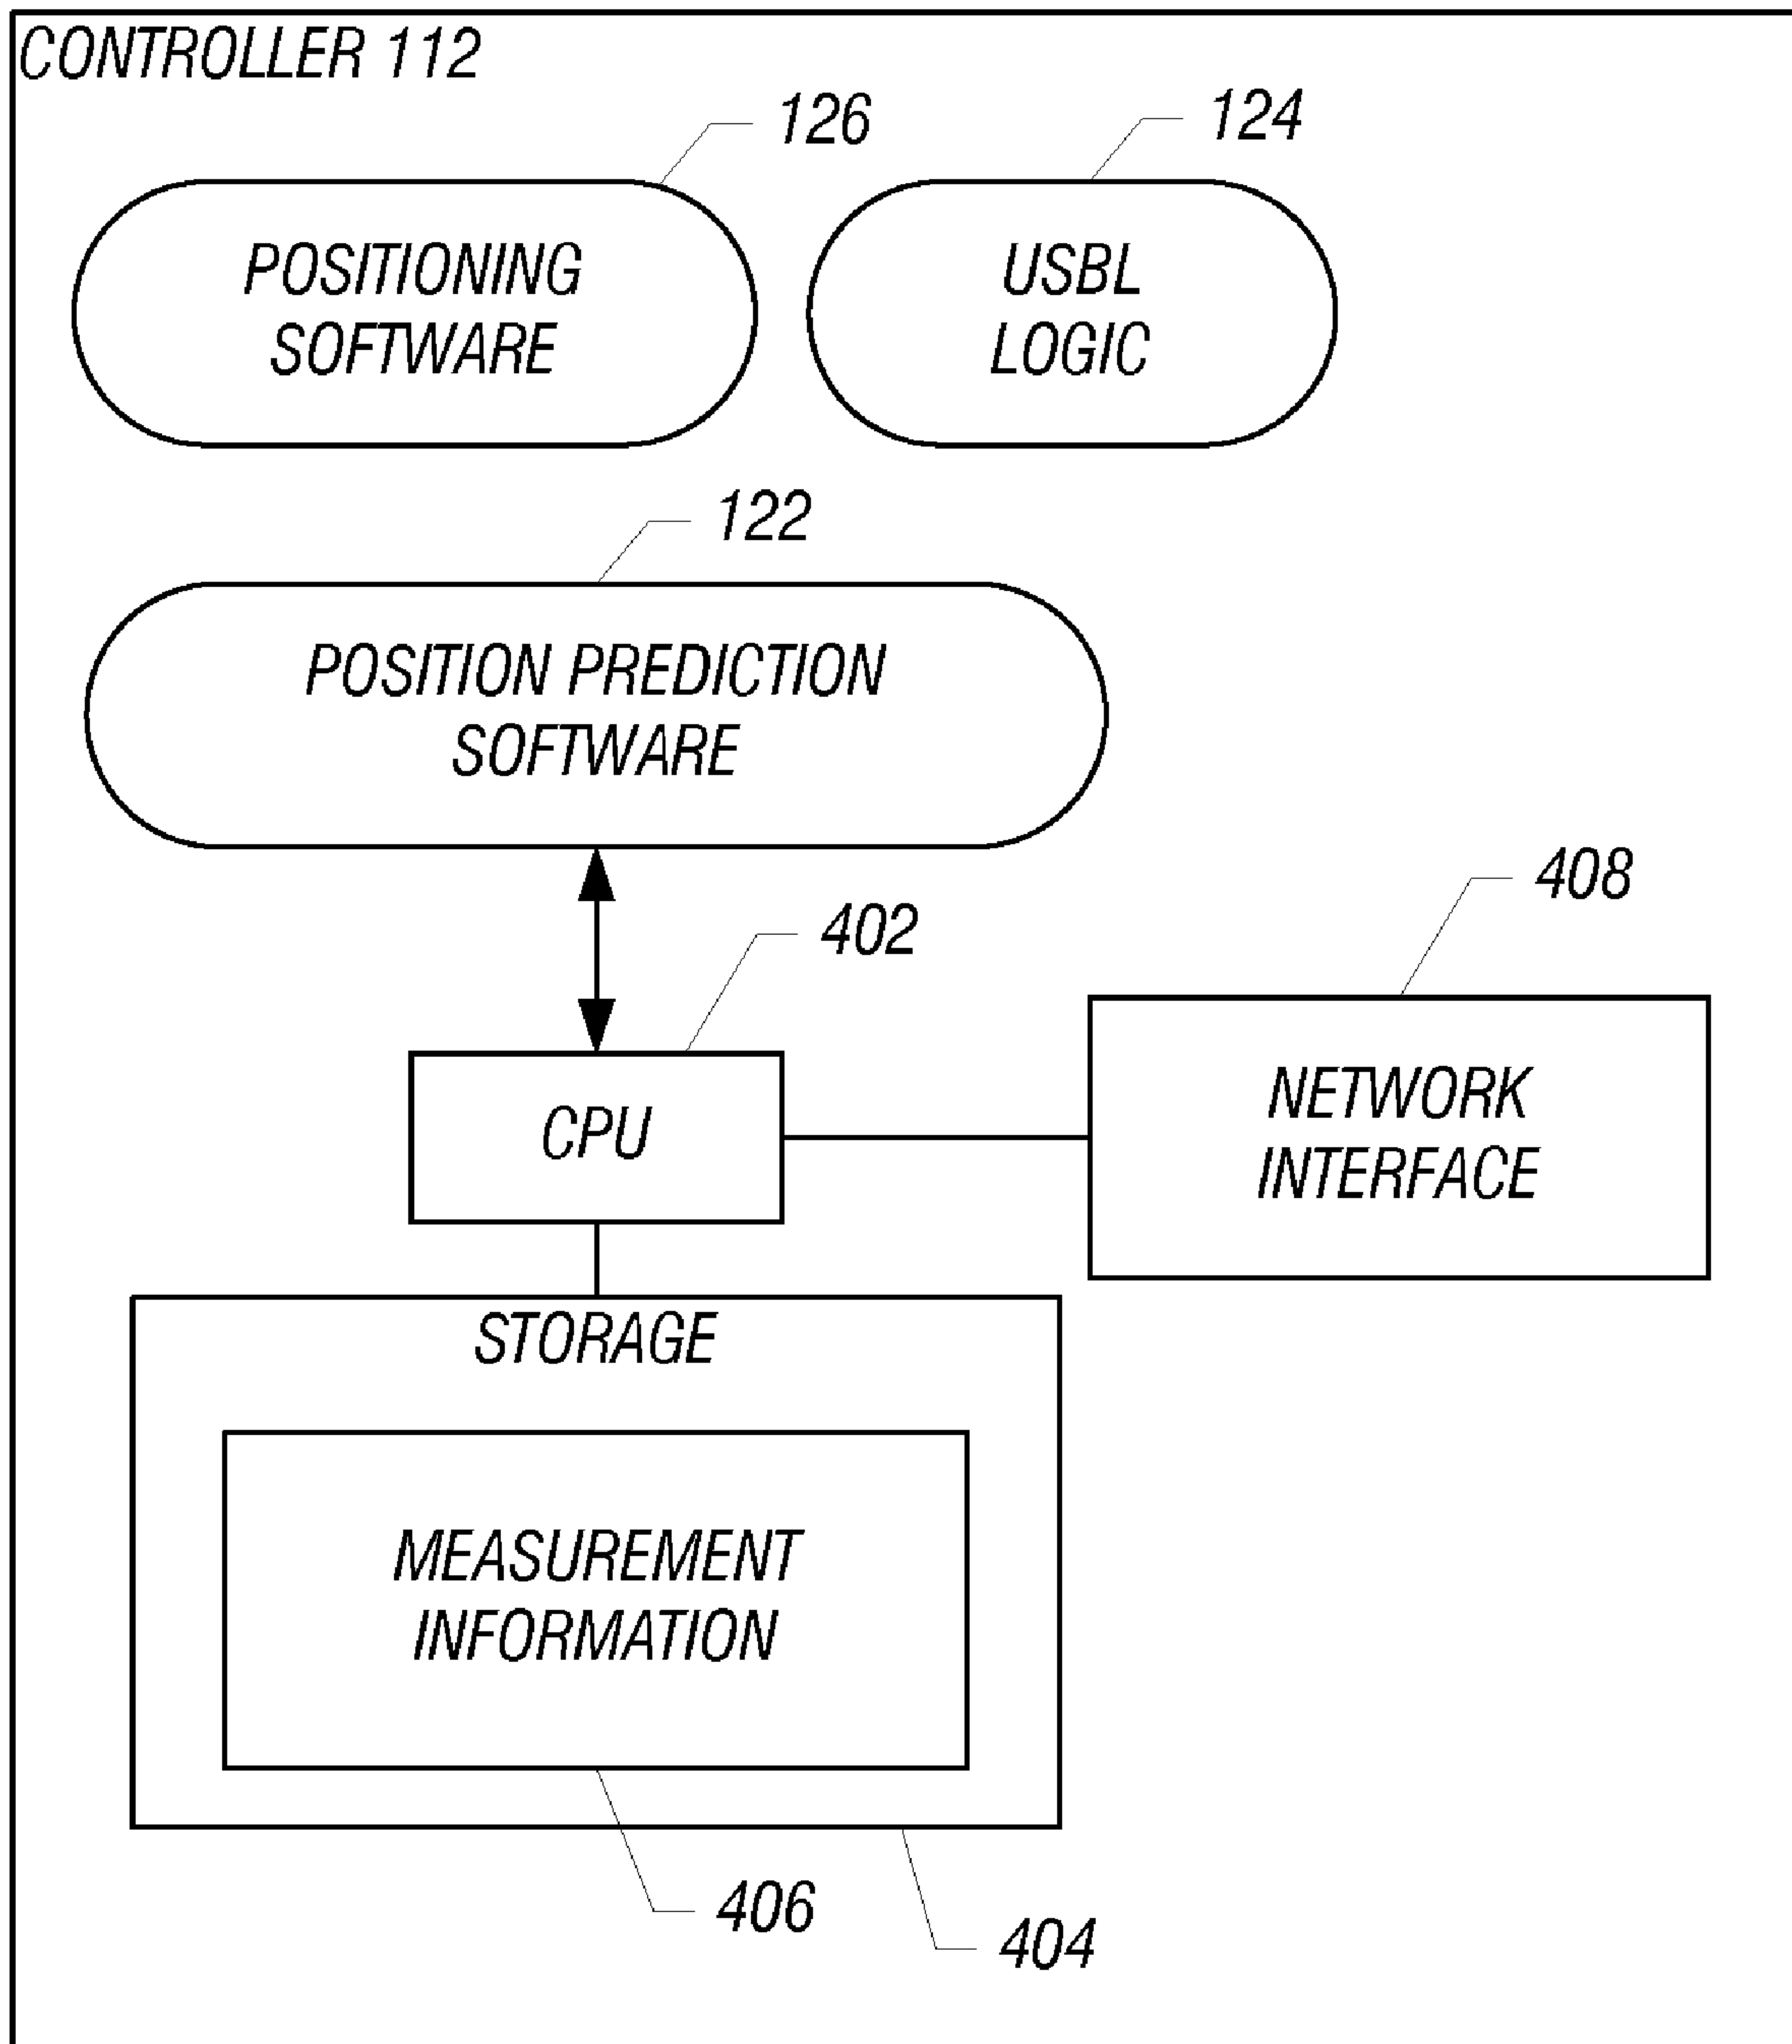 CONTROLLER 112
126
124
POSITIONING
SOFTWARE
USBL
LOGIC
122
POSITION PREDICTION
SOFTWARE
408
402
CPU
NETWORK
INTERFACE
STORAGE
MEASUREMENT
INFORMATION
406
404